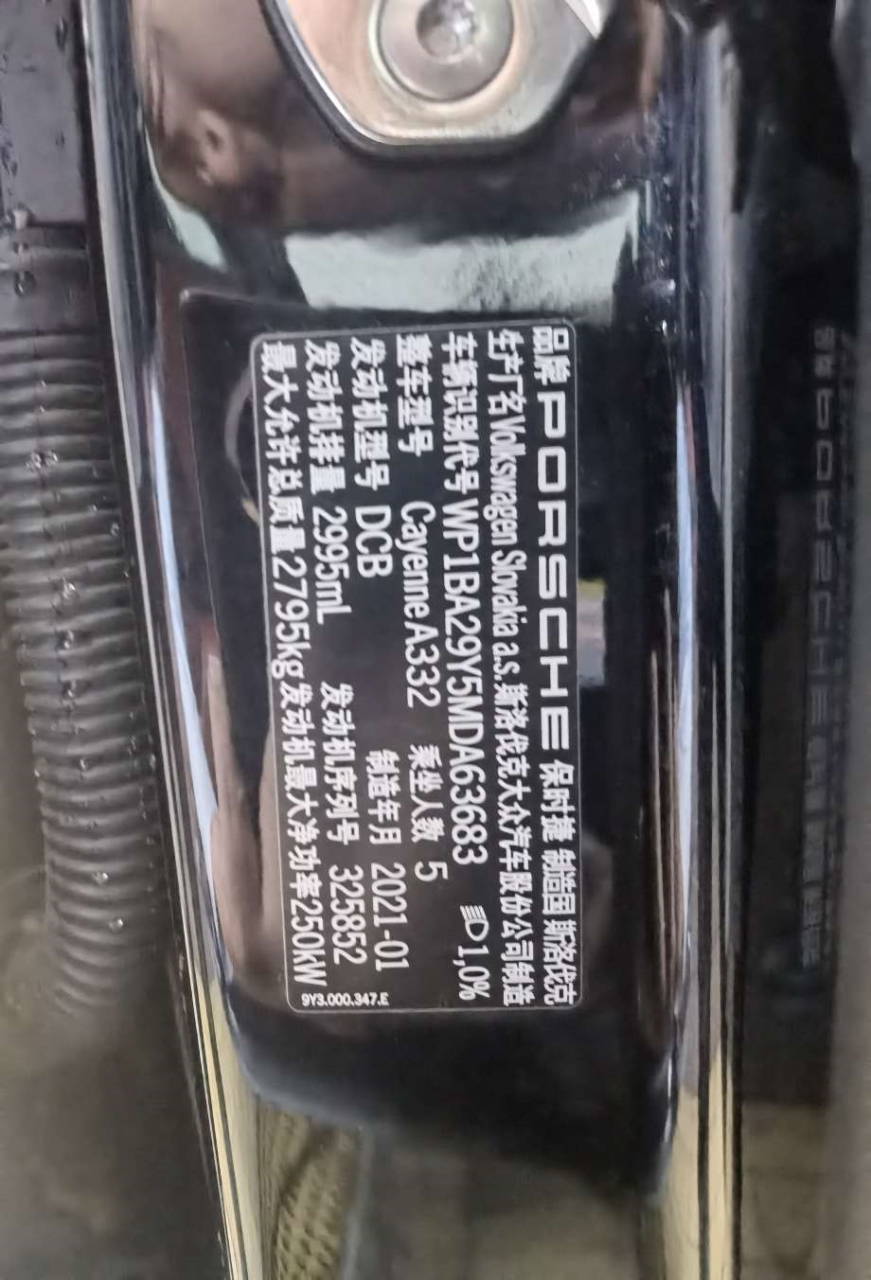 品牌 PORSCHE 保时捷 制造国 斯洛伐克
生产厂名 Volkswagen Slovakia a.s. 斯洛伐克大众汽车股份公司制造
车辆识别代号 WP1BA29Y5MDA63683 1,0%
整车型号 Cayenne A332 乘坐人数 5
发动机型号 DCB 制造年月 2021-01
发动机排量 2995mL 发动机序列号 325852
最大允许总质量 2795kg 发动机最大净功率 250kW
9Y3.000.347.E